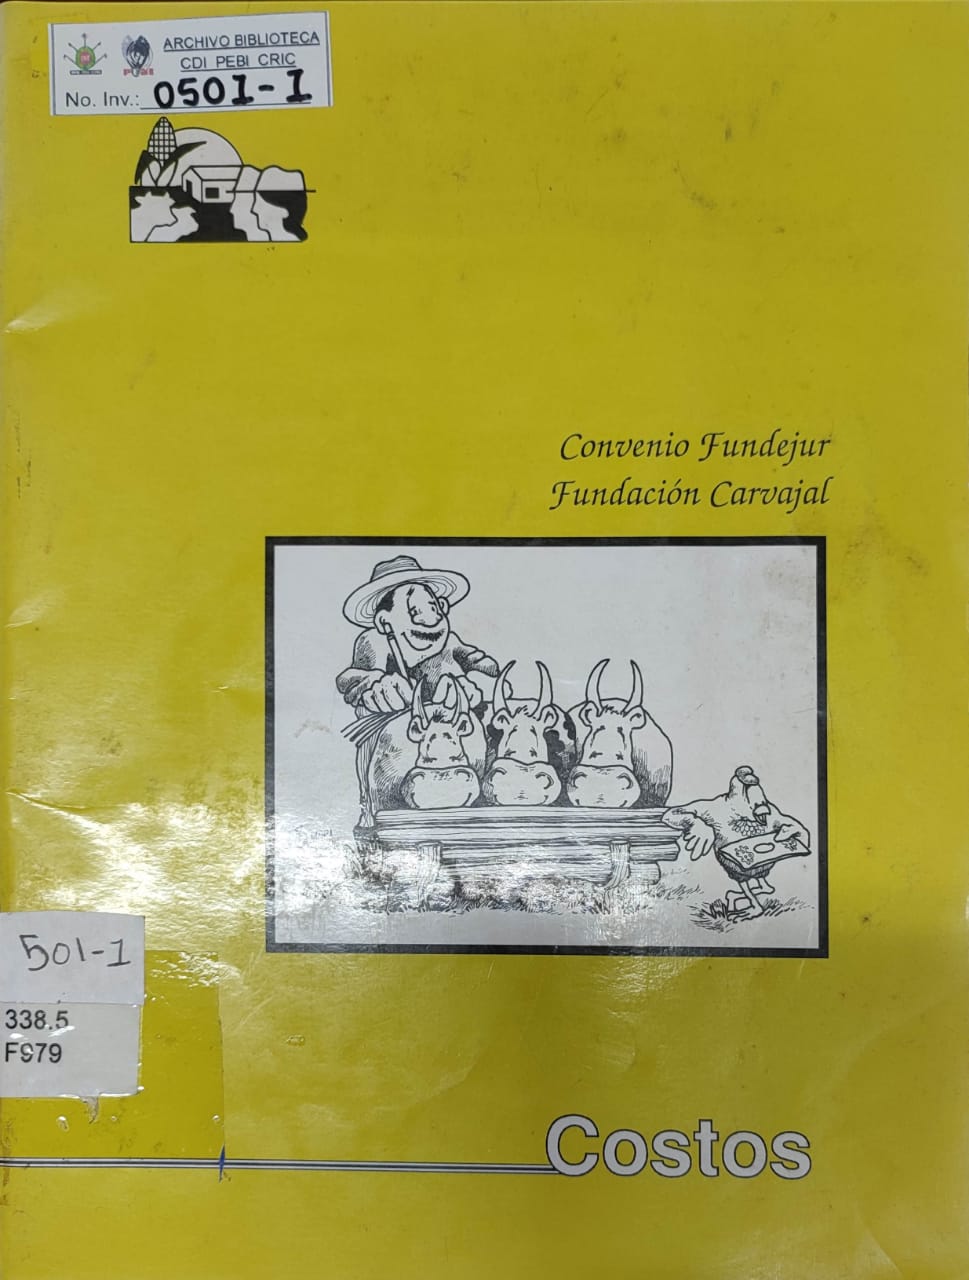 ARCHIVO BIBLIOTECA
CDI PEBI CRIC
No. Inv.: 0501-1
Convenio Fundejur
Fundación Carvajal
501-1
338.5
F979
Costos